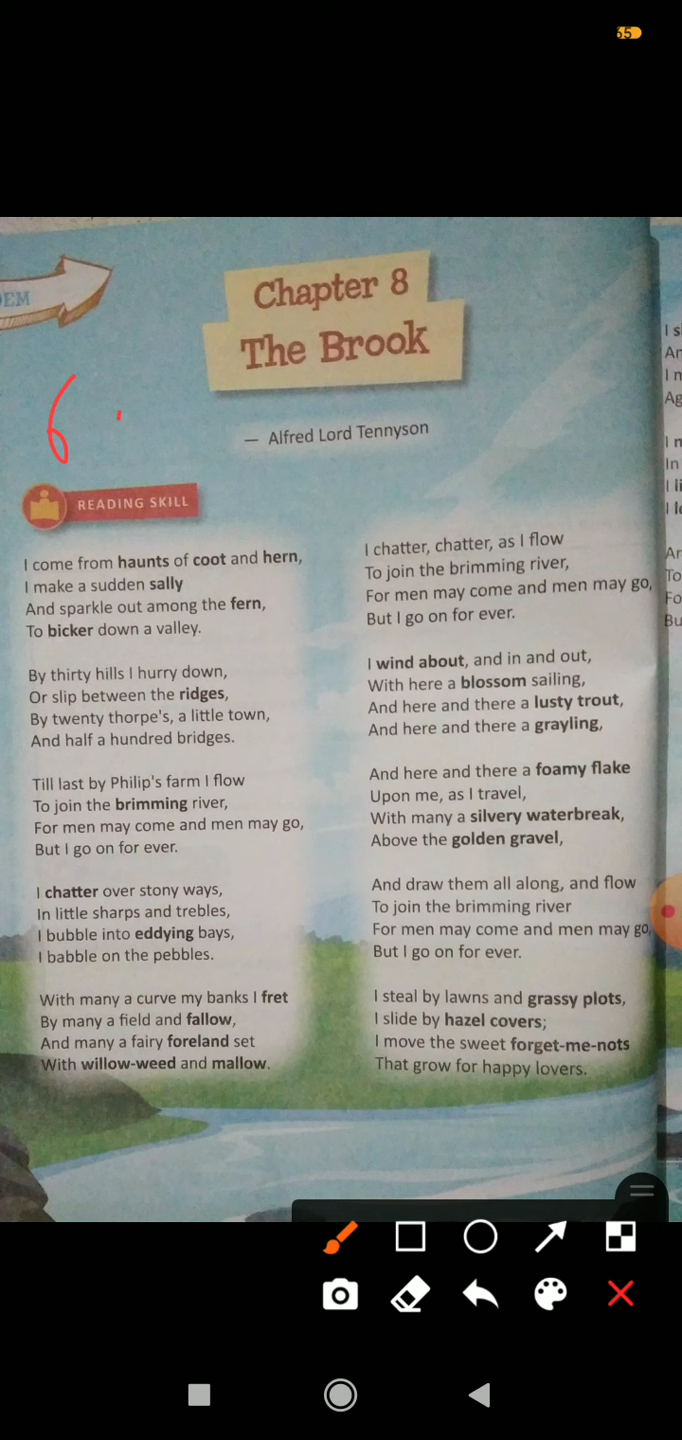 55
POEM
Chapter 8
The Brook
— Alfred Lord Tennyson
READING SKILL
I come from haunts of coot and hern,
I make a sudden sally
And sparkle out among the fern,
To bicker down a valley.
By thirty hills I hurry down,
Or slip between the ridges,
By twenty thorpe's, a little town,
And half a hundred bridges.
Till last by Philip's farm I flow
To join the brimming river,
For men may come and men may go,
But I go on for ever.
I chatter over stony ways,
In little sharps and trebles,
I bubble into eddying bays,
I babble on the pebbles.
With many a curve my banks I fret
By many a field and fallow,
And many a fairy foreland set
With willow-weed and mallow.
I chatter, chatter, as I flow
To join the brimming river,
For men may come and men may go,
But I go on for ever.
I wind about, and in and out,
With here a blossom sailing,
And here and there a lusty trout,
And here and there a grayling,
And here and there a foamy flake
Upon me, as I travel,
With many a silvery waterbreak,
Above the golden gravel,
And draw them all along, and flow
To join the brimming river
For men may come and men may go,
But I go on for ever.
I steal by lawns and grassy plots,
I slide by hazel covers;
I move the sweet forget-me-nots
That grow for happy lovers.